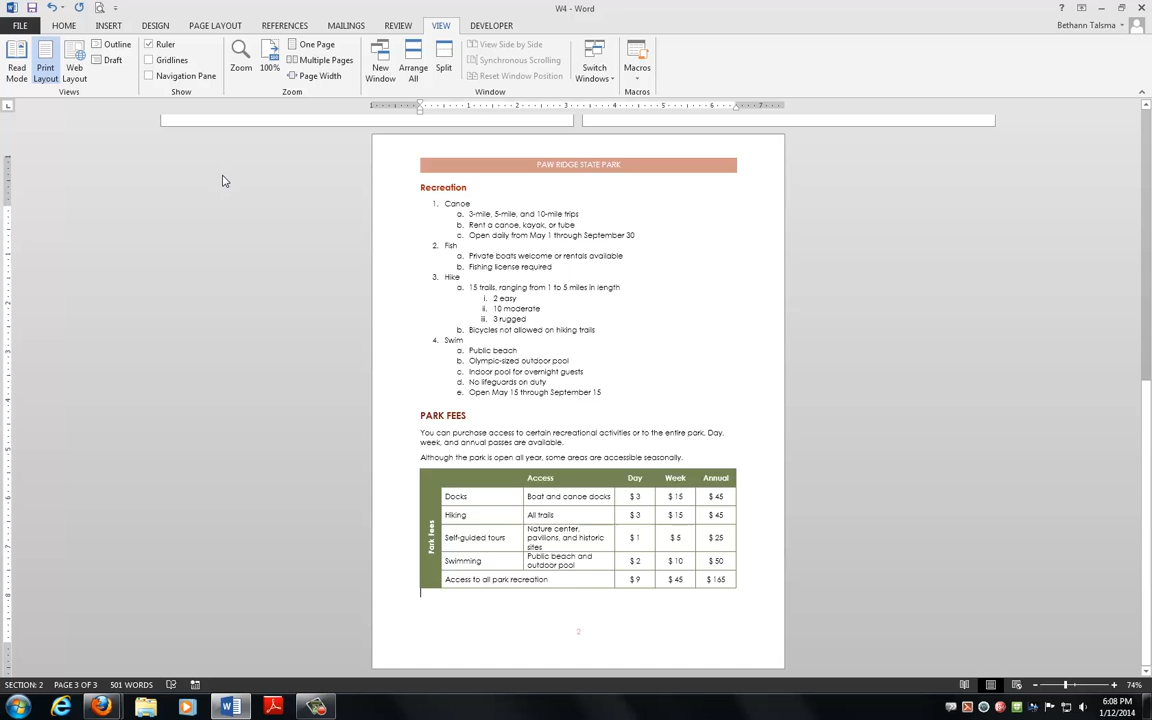 W4 - Word
FILE HOME INSERT DESIGN PAGE LAYOUT REFERENCES MAILINGS REVIEW VIEW DEVELOPER
Bethann Talsma
Read Mode
Print Layout
Web Layout
Outline
Draft
Views
Ruler
Gridlines
Navigation Pane
Show
Zoom
100%
One Page
Multiple Pages
Page Width
Zoom
New Window
Arrange All
Split
View Side by Side
Synchronous Scrolling
Reset Window Position
Window
Switch Windows
Macros
Macros
1 1 2 3 4 5 6 7
PAW RIDGE STATE PARK
Recreation
1. Canoe
a. 3-mile, 5-mile, and 10-mile trips
b. Rent a canoe, kayak, or tube
c. Open daily from May 1 through September 30
2. Fish
a. Private boats welcome or rentals available
b. Fishing license required
3. Hike
a. 15 trails, ranging from 1 to 5 miles in length
i. 2 easy
ii. 10 moderate
iii. 3 rugged
b. Bicycles not allowed on hiking trails
4. Swim
a. Public beach
b. Olympic-sized outdoor pool
c. Indoor pool for overnight guests
d. No lifeguards on duty
e. Open May 15 through September 15
PARK FEES
You can purchase access to certain recreational activities or to the entire park. Day,
week, and annual passes are available.
Although the park is open all year, some areas are accessible seasonally.
Park Fees
Access Day Week Annual
Docks Boat and canoe docks $ 3 $ 15 $ 45
Hiking All trails $ 3 $ 15 $ 45
Self-guided tours Nature center, pavilions, and historic sites $ 1 $ 5 $ 25
Swimming Public beach and outdoor pool $ 2 $ 10 $ 50
Access to all park recreation $ 9 $ 45 $ 165
2
SECTION: 2 PAGE 3 OF 3 501 WORDS
74%
6:08 PM
1/12/2014